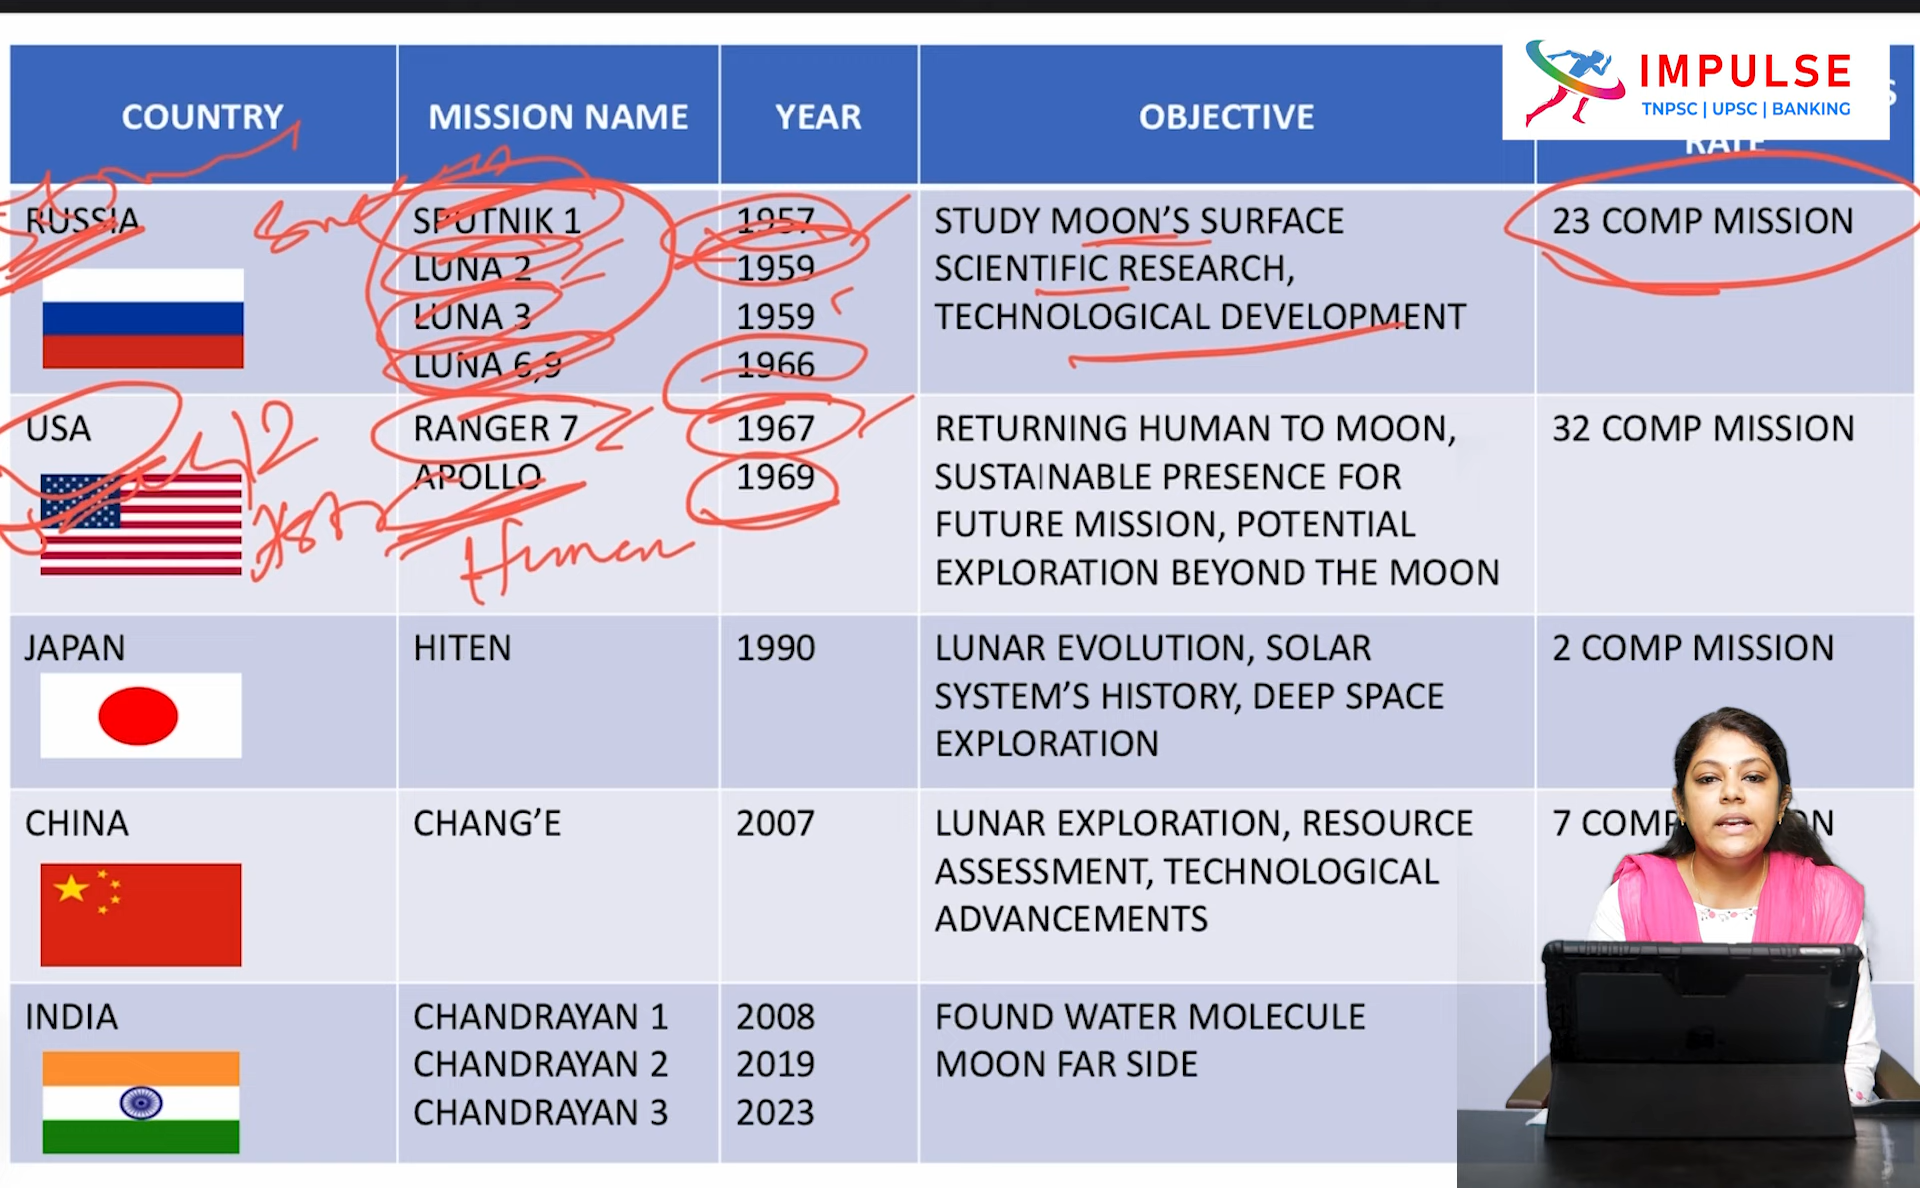 IMPULSE
TNPSC | UPSC | BANKING
COUNTRY MISSION NAME YEAR OBJECTIVE
RATE
RUSSIA SPUTNIK 1 1957 STUDY MOON'S SURFACE 23 COMP MISSION
LUNA 2 1959 SCIENTIFIC RESEARCH,
LUNA 3 1959 TECHNOLOGICAL DEVELOPMENT
LUNA 6,9 1966
USA RANGER 7 1967 RETURNING HUMAN TO MOON, 32 COMP MISSION
12
APOLLO 1969 SUSTAINABLE PRESENCE FOR
FUTURE MISSION, POTENTIAL
Human
EXPLORATION BEYOND THE MOON
JAPAN HITEN 1990 LUNAR EVOLUTION, SOLAR 2 COMP MISSION
SYSTEM'S HISTORY, DEEP SPACE
EXPLORATION
CHINA CHANG'E 2007 LUNAR EXPLORATION, RESOURCE 7 COMP
ASSESSMENT, TECHNOLOGICAL
ADVANCEMENTS
INDIA CHANDRAYAN 1 2008 FOUND WATER MOLECULE
CHANDRAYAN 2 2019 MOON FAR SIDE
CHANDRAYAN 3 2023